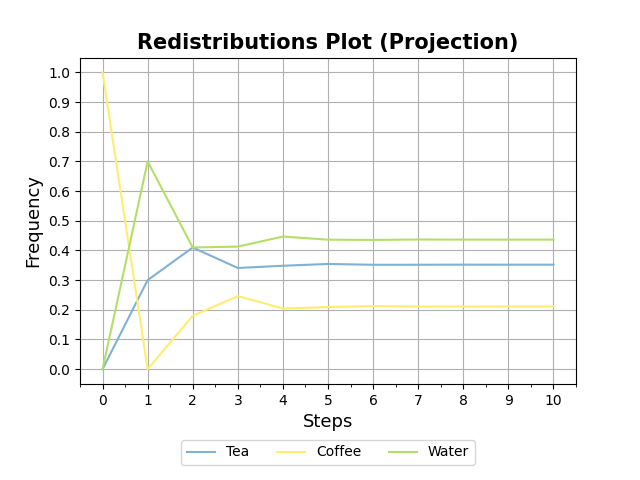 Redistributions Plot (Projection)
1.0
0.9
0.8
0.7
0.6
0.5
0.4
0.3
0.2
0.1
0.0
Frequency
0 1 2 3 4 5 6 7 8 9 10
Steps
Tea Coffee Water